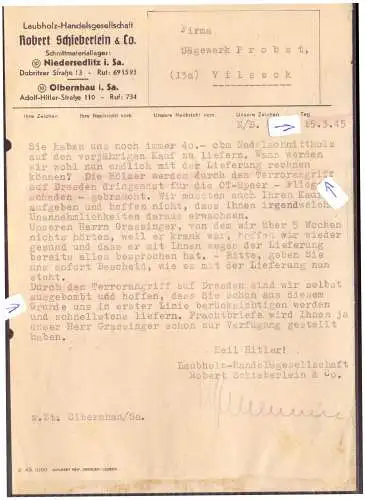 Laubholz-Handelsgesellschaft
Robert Schieberlein & Co.
Schnittmateriallager:
Niedersedlitz i. Sa.
Dobritzer Straße 13 - Ruf: 691593
Olbernhau i. Sa.
Adolf-Hitler-Straße 110 - Ruf: 734
Firma
Sägewerk Probst,
(13a) Vilseck
Ihre Zeichen Ihre Nachricht vom Unsere Nachricht vom Unsere Zeichen Tag
15.3.45
Sie haben uns noch immer 40.- cbm Nadelschnittholz
auf den vorjährigen Kauf zu liefern. Wann werden
wir wohl nun endlich mit der Lieferung rechnen
können? Die Hölzer werden durch den Terrorangriff
auf Dresden dringenst für die OT-Speer - Flieger
schäden - gebraucht. Wir mussten auch Ihren Kauf
aufgeben und hoffen nicht, dass Ihnen irgendwelche
Unannehmlichkeiten daraus erwachsen.
Unseren Herrn Grassinger, von dem wir über 5 Wochen
nichts hörten, weil er krank war, hoffen wir wieder
gesund und dass er mit Ihnen wegen der Lieferung
bereits alles besprochen hat. - Bitte, geben Sie
uns sofort Bescheid, wie es mit der Lieferung nun
steht.
Durch den Terrorangriff auf Dresden sind wir selbst
ausgebombt und hoffen, dass Sie schon aus diesem
Grunde uns in erster Linie berücksichtigen werden
und schnellstens liefern. Frachtbriefe wird Ihnen ja
unser Herr Grassinger schon zur Verfügung gestellt
haben.
Heil Hitler!
Laubholz-Handelsgesellschaft
Robert Schieberlein & Co.
z.Zt. Olbernhau/Sa.